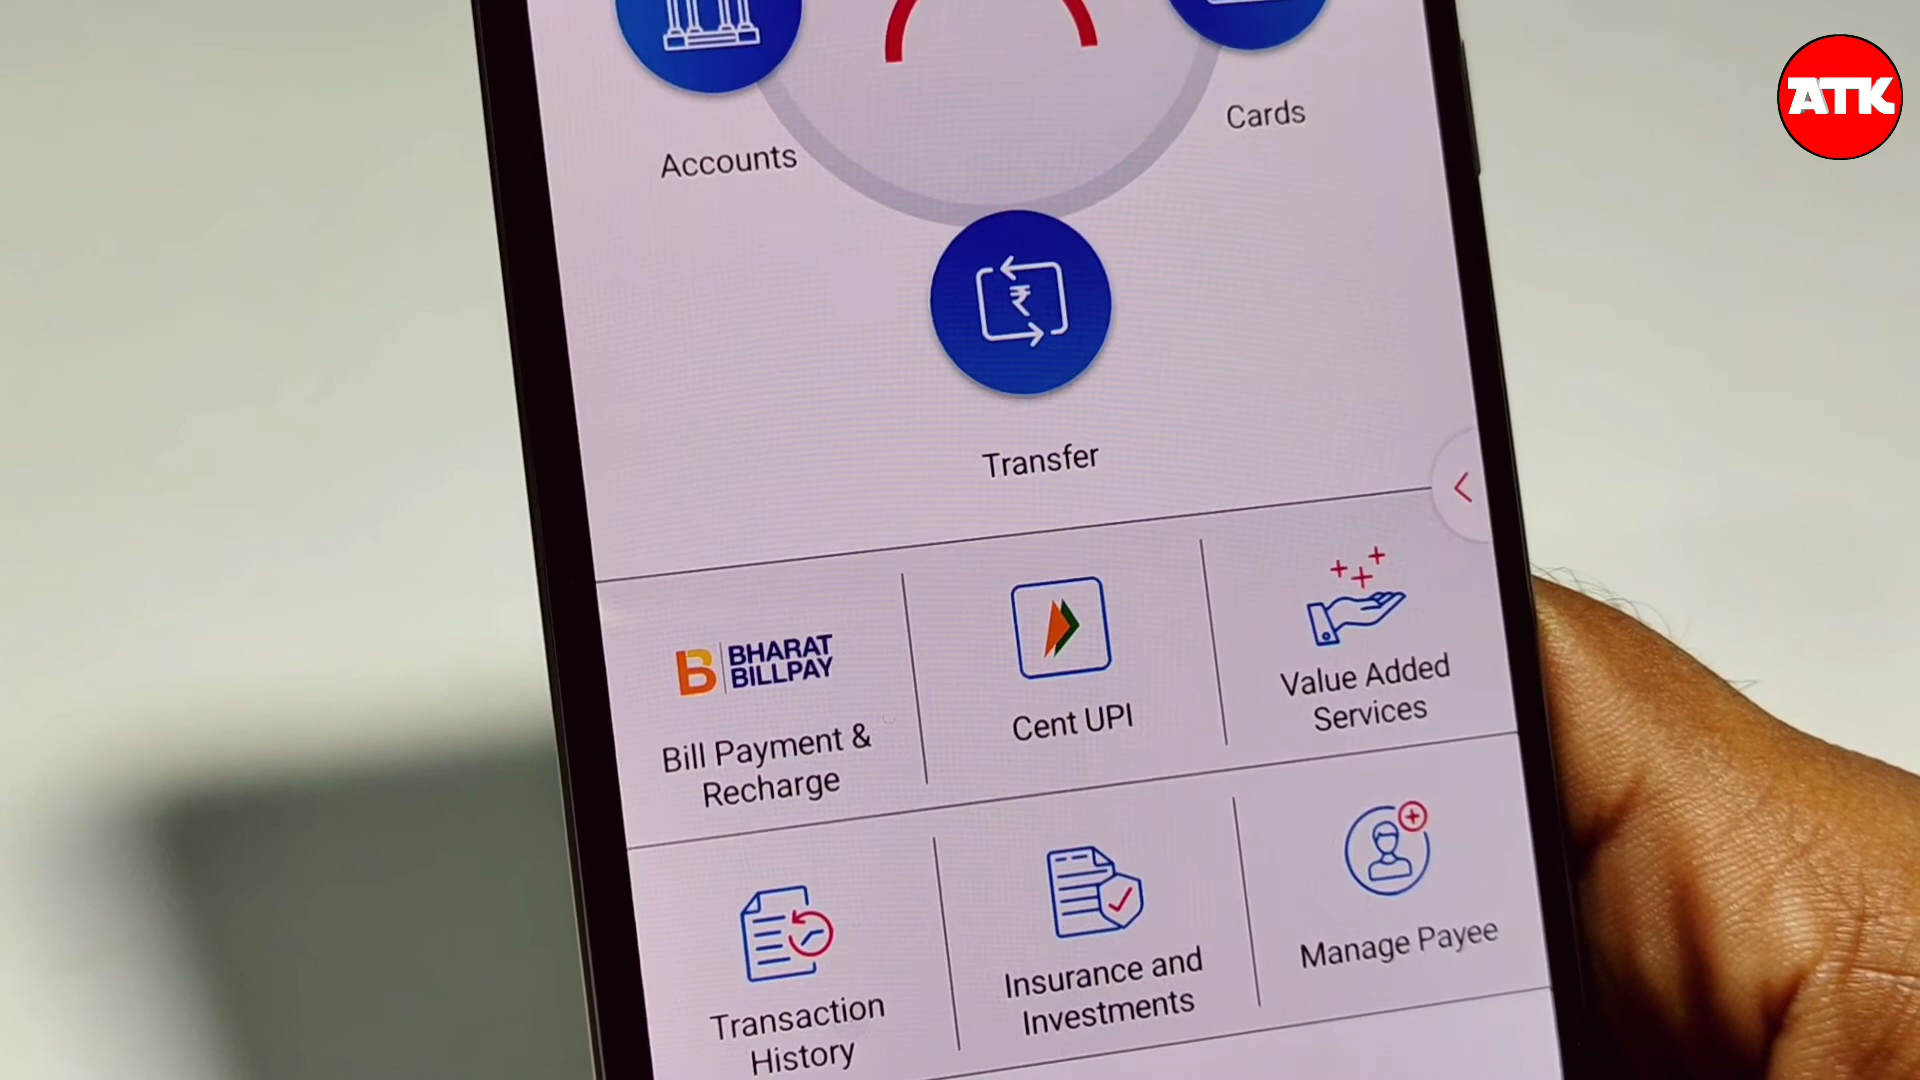 ATK
Cards
Accounts
₹
Transfer
B BHARAT
BILLPAY
Bill Payment &
Recharge
Cent UPI
Value Added
Services
Transaction
History
Insurance and
Investments
Manage Payee